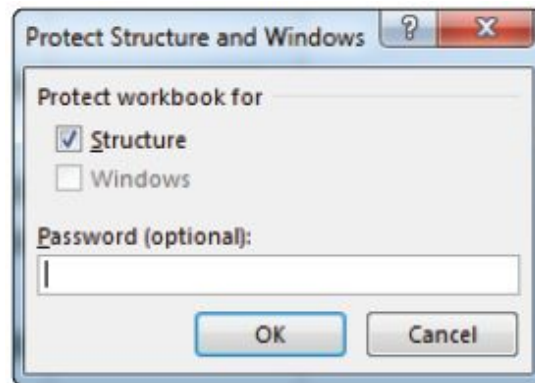 Protect Structure and Windows
?
Protect workbook for
Structure
Windows
Password (optional):
OK
Cancel